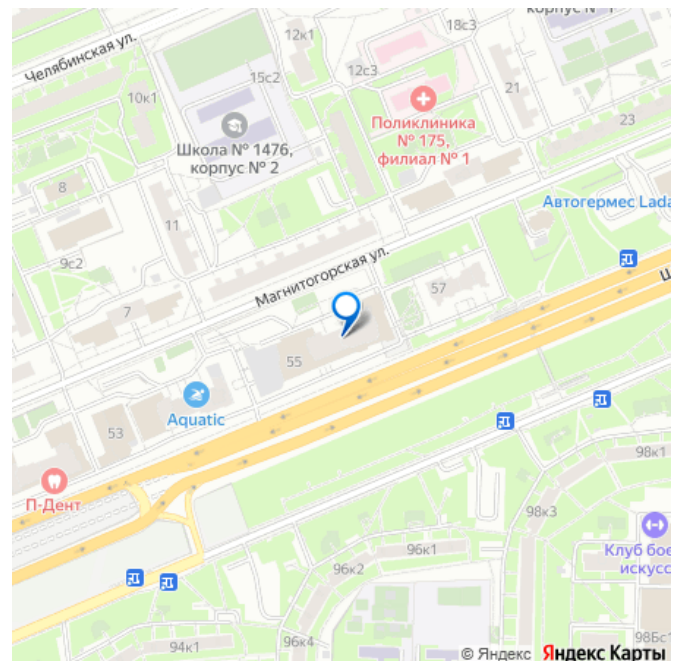 корпус №
18с3
12к1
Челябинская ул.
12с3
15с2
21
10к1
Поликлиника
№ 175,
филиал № 1
23
Школа № 1476,
корпус № 2
8
Автогермес Lada
11
9с2
Магнитогорская ул.
57
7
55
Aquatic
53
98к1
П-Дент
98к3
Клуб бое
искусс
96к1
96к2
94к1
96к4
98Бс1
© Яндекс Яндекс Карты